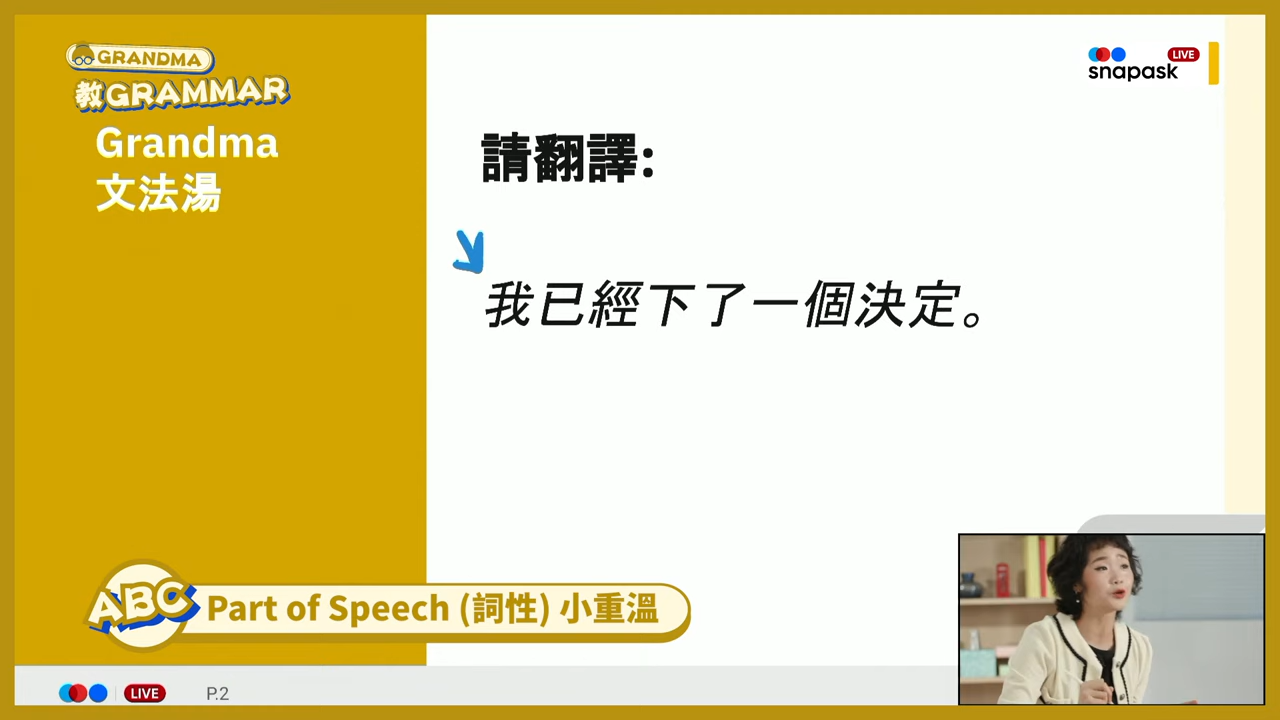 GRANDMA
教GRAMMAR
Grandma
文法湯
LIVE
snapask
請翻譯:
我已經下了一個決定。
ABC
Part of Speech (詞性) 小重溫
LIVE
P.2